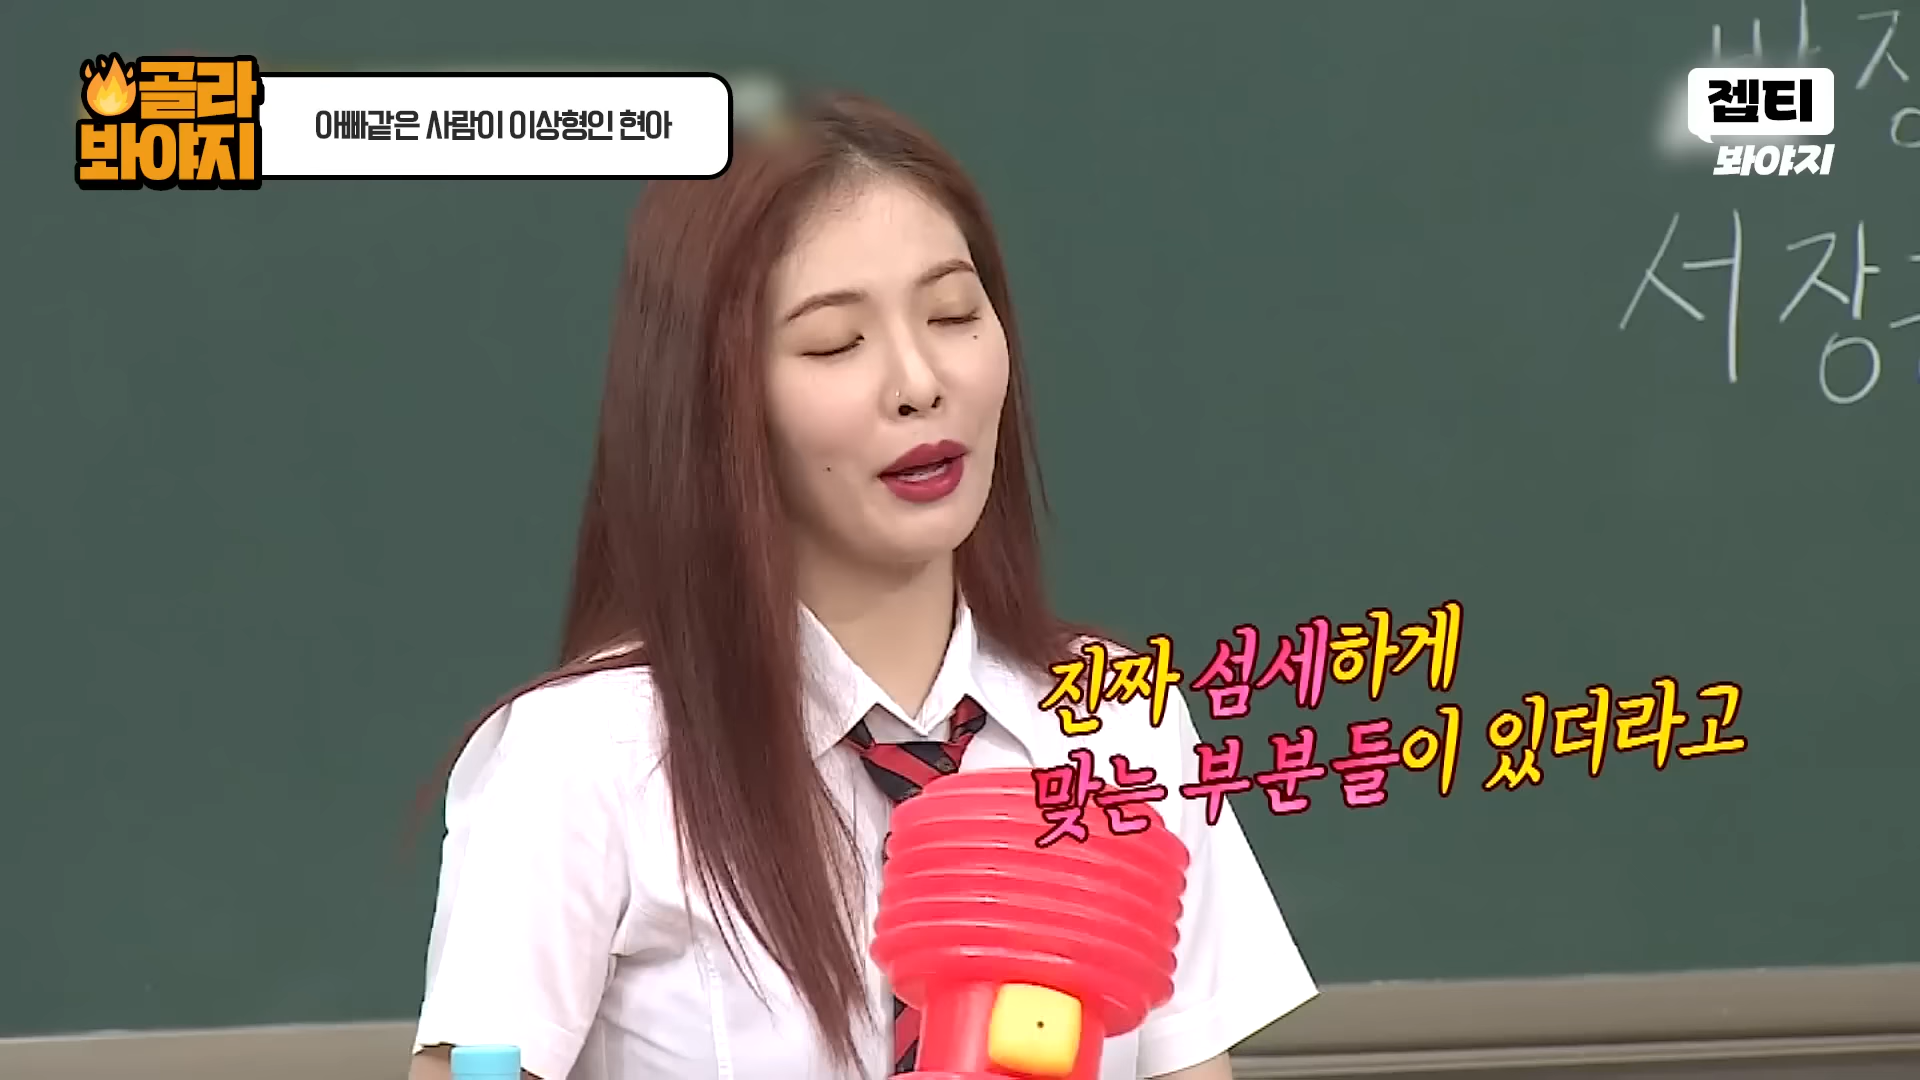 골라
봐야지
아빠같은 사람이 이상형인 현아
젭티
봐야지
서장
진짜 섬세하게
맞는 부분들이 있더라고